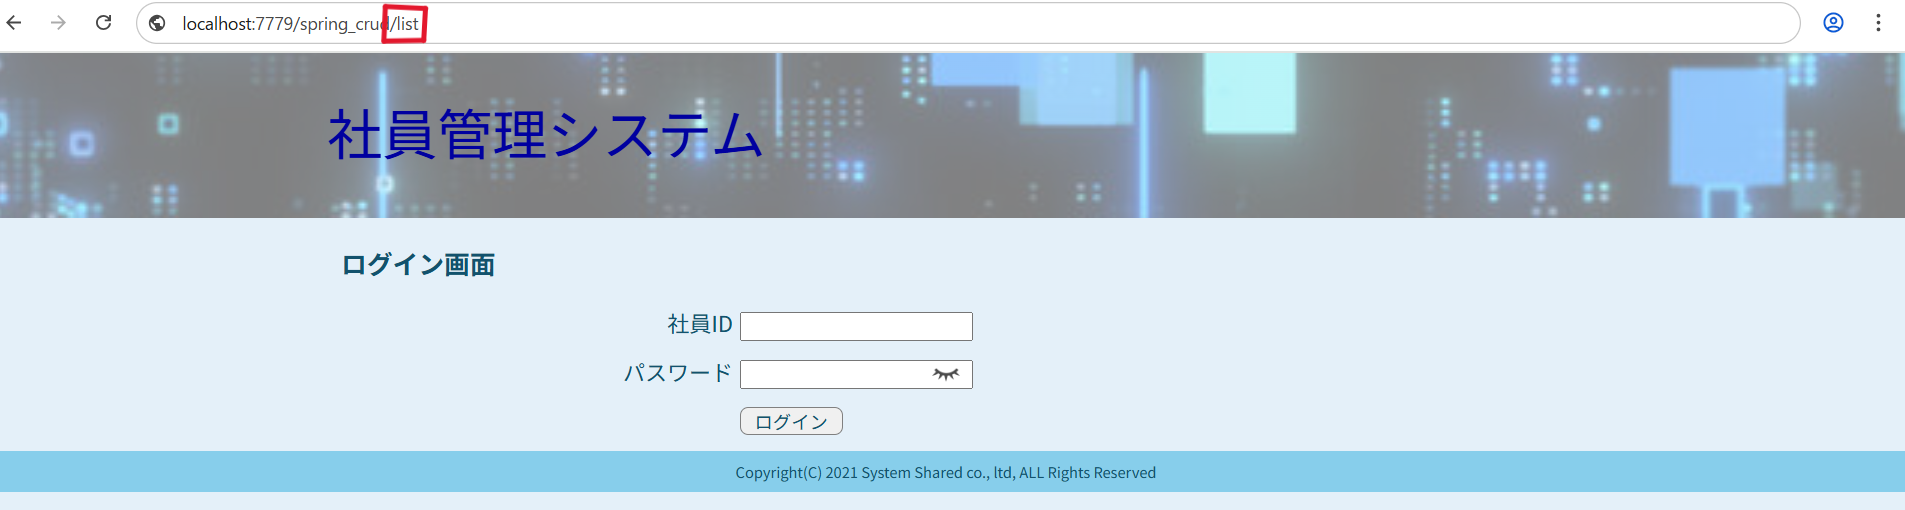 localhost:7779/spring_crud/list
社員管理システム
ログイン画面
社員ID
パスワード
ログイン
Copyright(C) 2021 System Shared co., ltd, ALL Rights Reserved